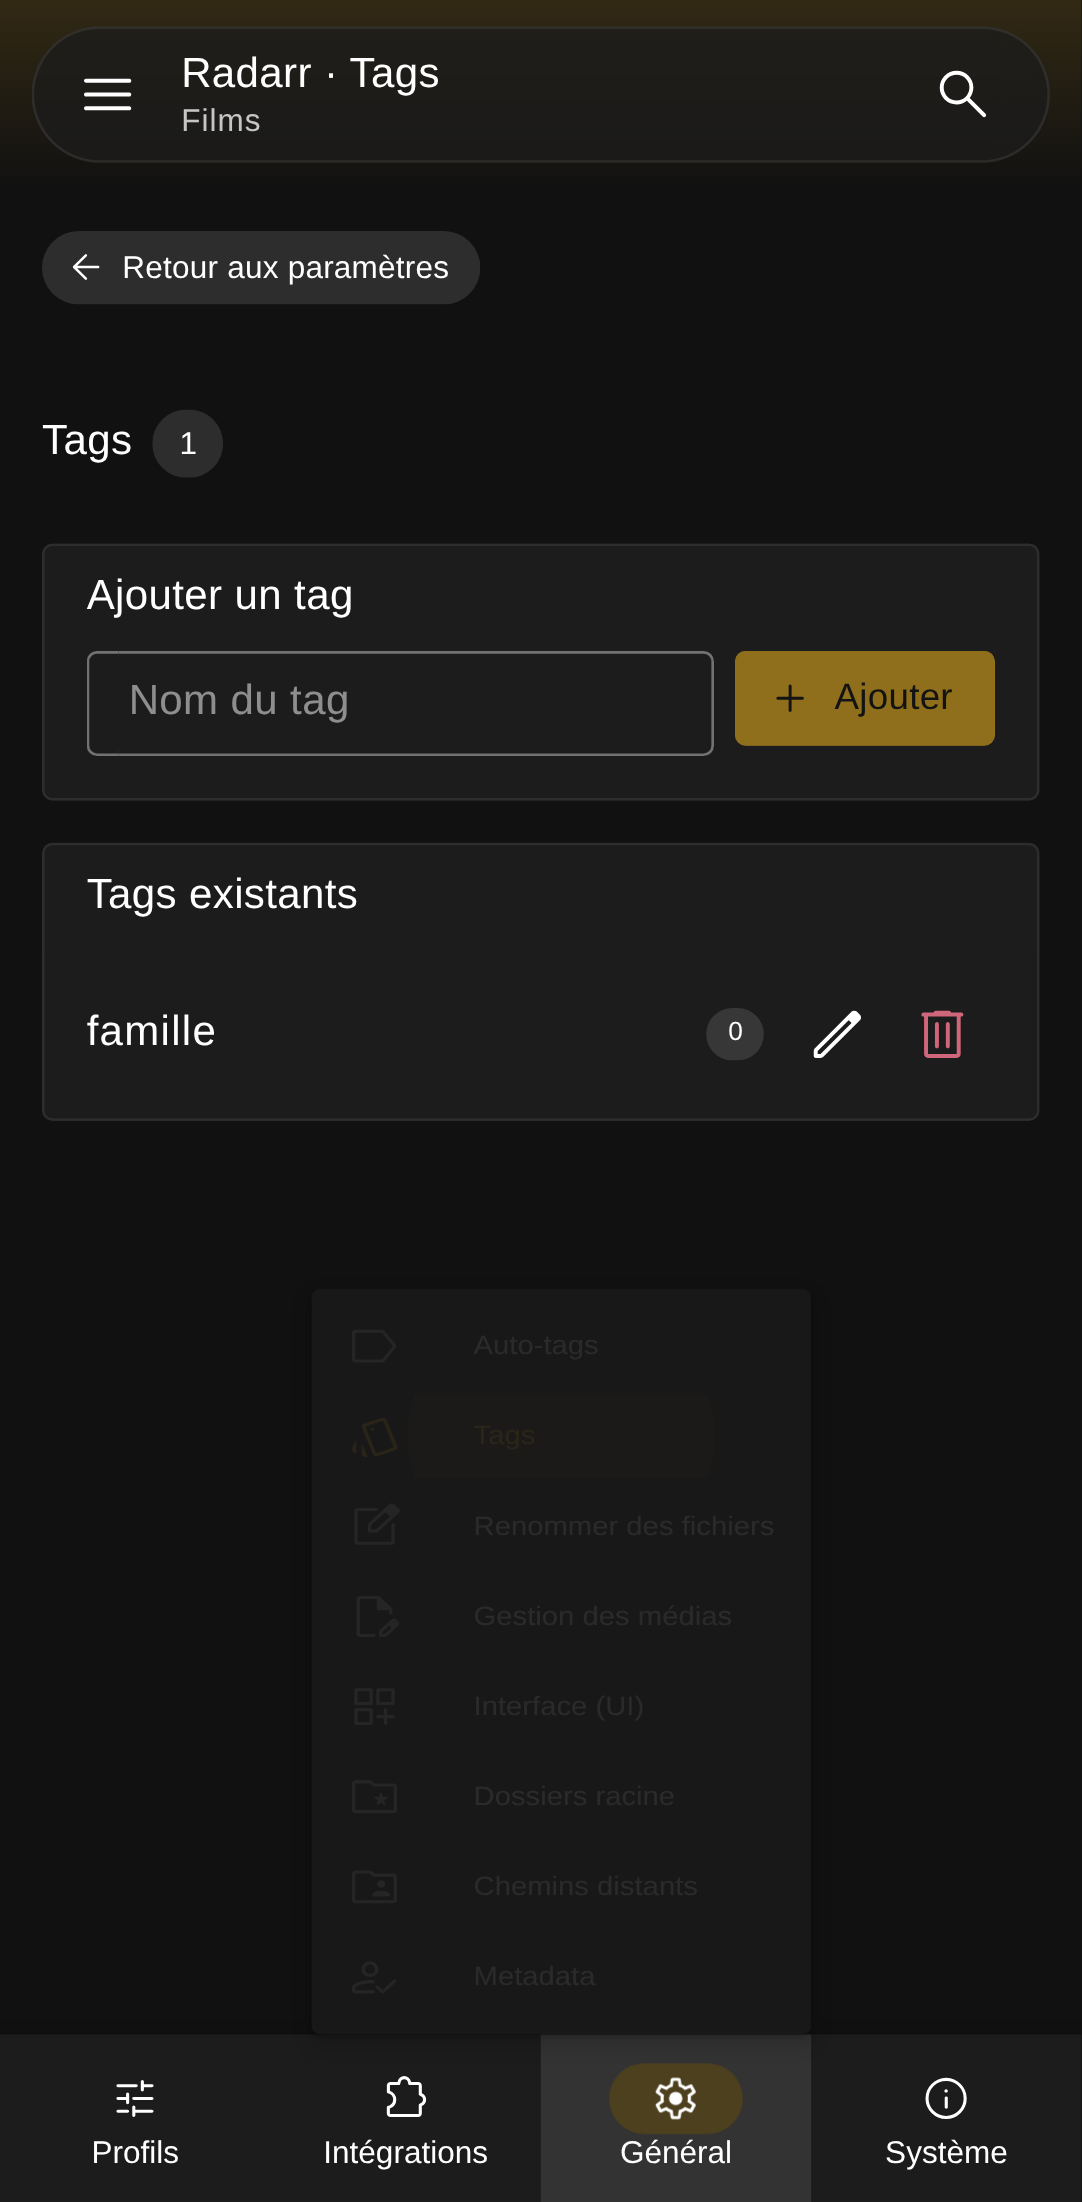 Radarr · Tags
Films
Retour aux paramètres
Tags 1
Ajouter un tag
Nom du tag
Ajouter
Tags existants
famille 0
Auto-tags
Tags
Renommer des fichiers
Gestion des médias
Interface (UI)
Dossiers racine
Chemins distants
Metadata
Profils
Intégrations
Général
Système